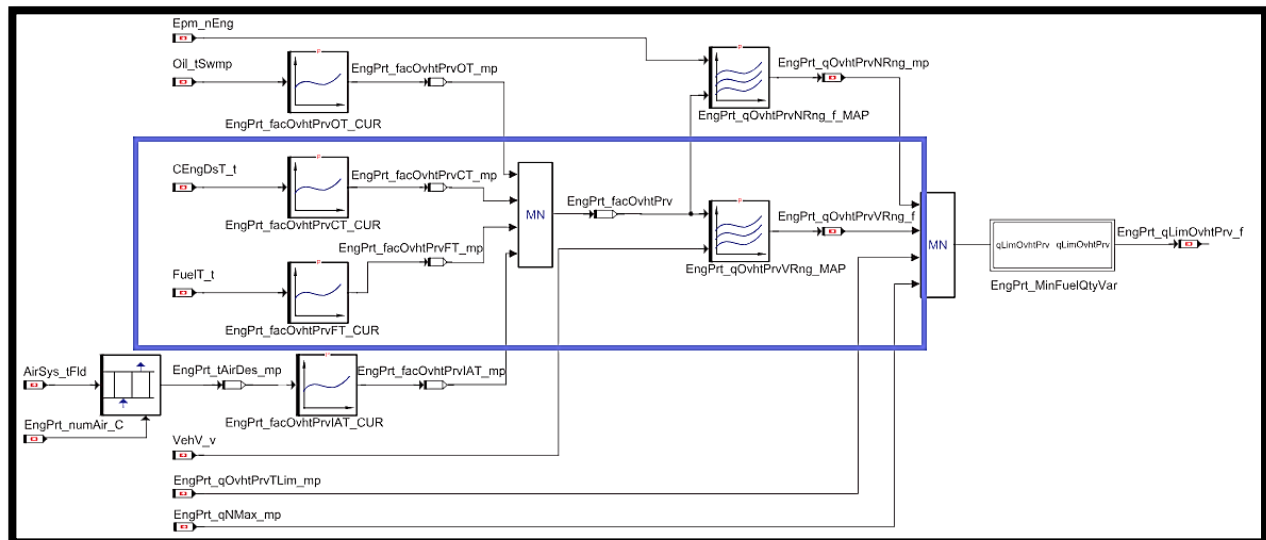 Epm_nEng
Oil_tSwmp
EngPrt_facOvhtPrvOT_CUR
EngPrt_facOvhtPrvOT_mp
EngPrt_qOvhtPrvNRng_mp
EngPrt_qOvhtPrvNRng_f_MAP
CEngDsT_t
EngPrt_facOvhtPrvCT_CUR
EngPrt_facOvhtPrvCT_mp
FuelT_t
EngPrt_facOvhtPrvFT_CUR
EngPrt_facOvhtPrvFT_mp
MN
EngPrt_facOvhtPrv
EngPrt_qOvhtPrvVRng_f
EngPrt_qOvhtPrvVRng_MAP
MN
qLimOvhtPrv qLimOvhtPrv
EngPrt_MinFuelQtyVar
EngPrt_qLimOvhtPrv_f
AirSys_tFld
EngPrt_numAir_C
EngPrt_tAirDes_mp
EngPrt_facOvhtPrvIAT_CUR
EngPrt_facOvhtPrvIAT_mp
VehV_v
EngPrt_qOvhtPrvTLim_mp
EngPrt_qNMax_mp